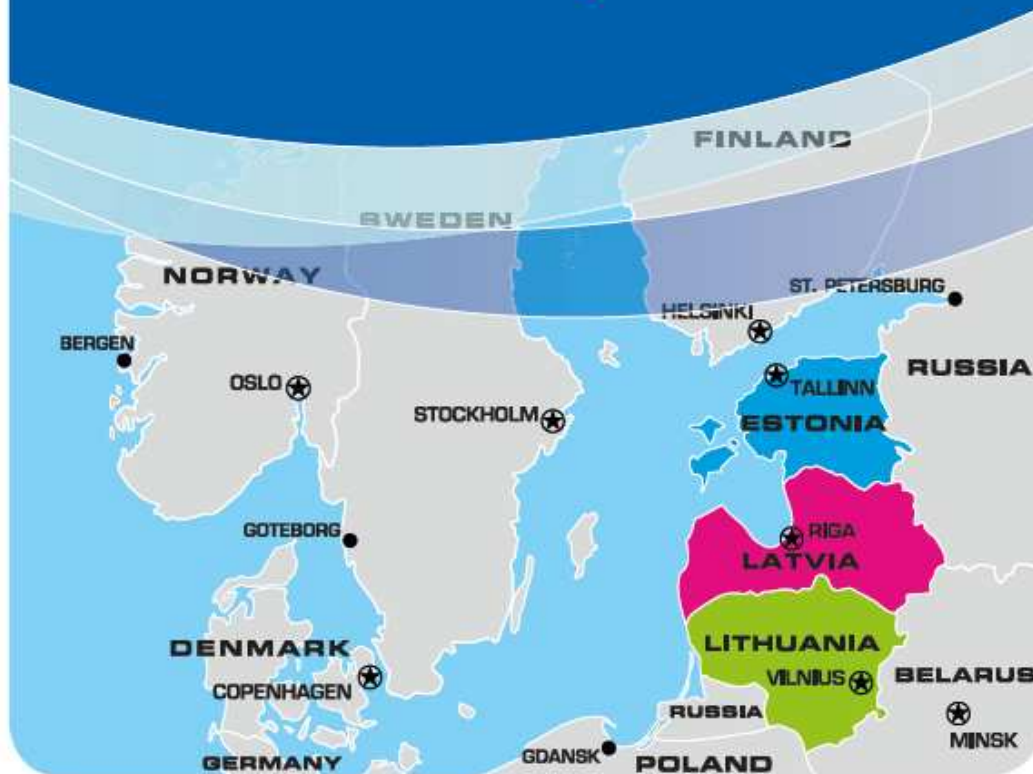 FINLAND
SWEDEN
NORWAY
ST. PETERSBURG
HELSINKI
BERGEN
RUSSIA
OSLO
TALLINN
STOCKHOLM
ESTONIA
GOTEBORG
RIGA
LATVIA
DENMARK
LITHUANIA
COPENHAGEN
VILNIUS
BELARUS
RUSSIA
MINSK
GDANSK
GERMANY
POLAND